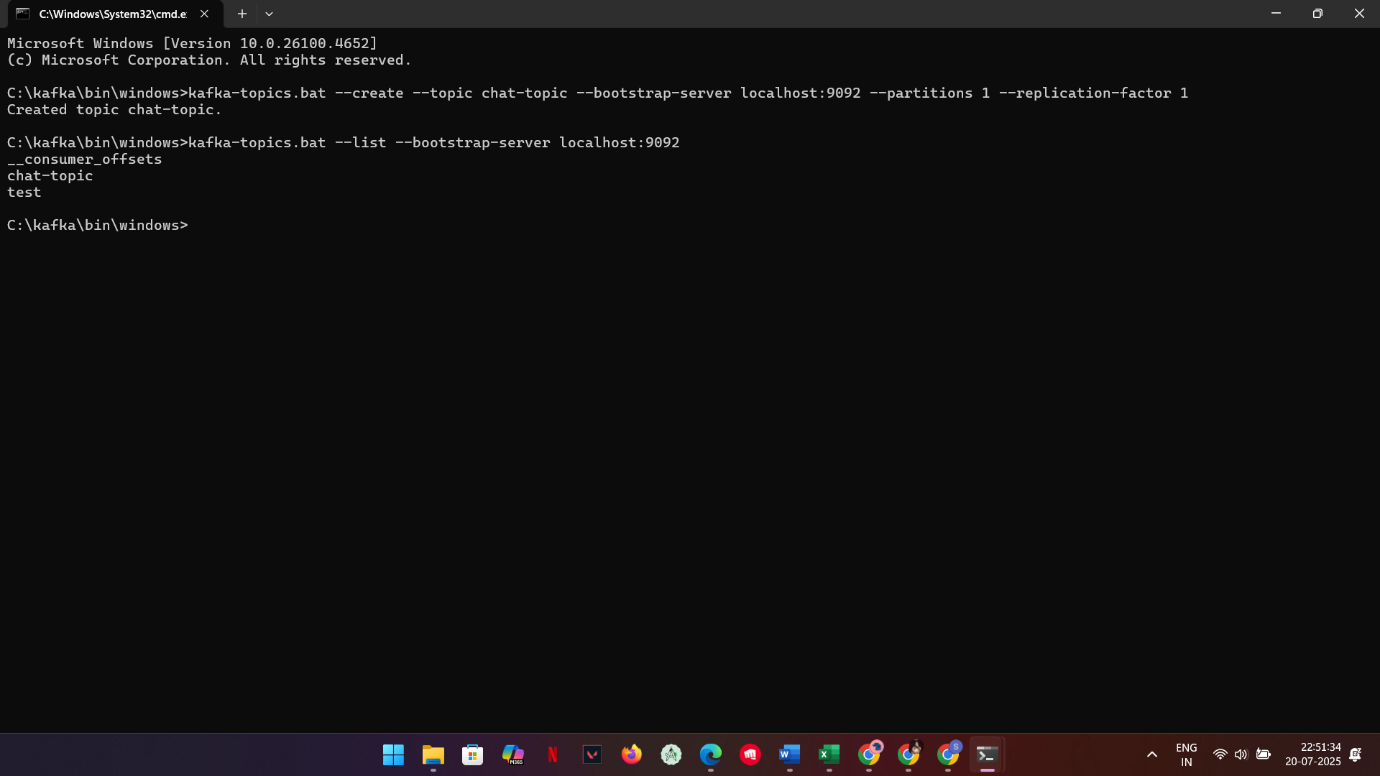 C:\Windows\System32\cmd.e
Microsoft Windows [Version 10.0.26100.4652]
(c) Microsoft Corporation. All rights reserved.
C:\kafka\bin\windows>kafka-topics.bat --create --topic chat-topic --bootstrap-server localhost:9092 --partitions 1 --replication-factor 1
Created topic chat-topic.
C:\kafka\bin\windows>kafka-topics.bat --list --bootstrap-server localhost:9092
__consumer_offsets
chat-topic
test
C:\kafka\bin\windows>
M365
N
W
X
S
ENG
IN
22:51:34
20-07-2025